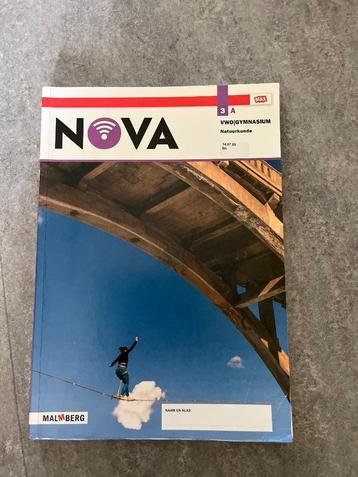 MAX
3 A
VWO|GYMNASIUM
Natuurkunde
NOVA
NAAM EN KLAS:
MALMBERG